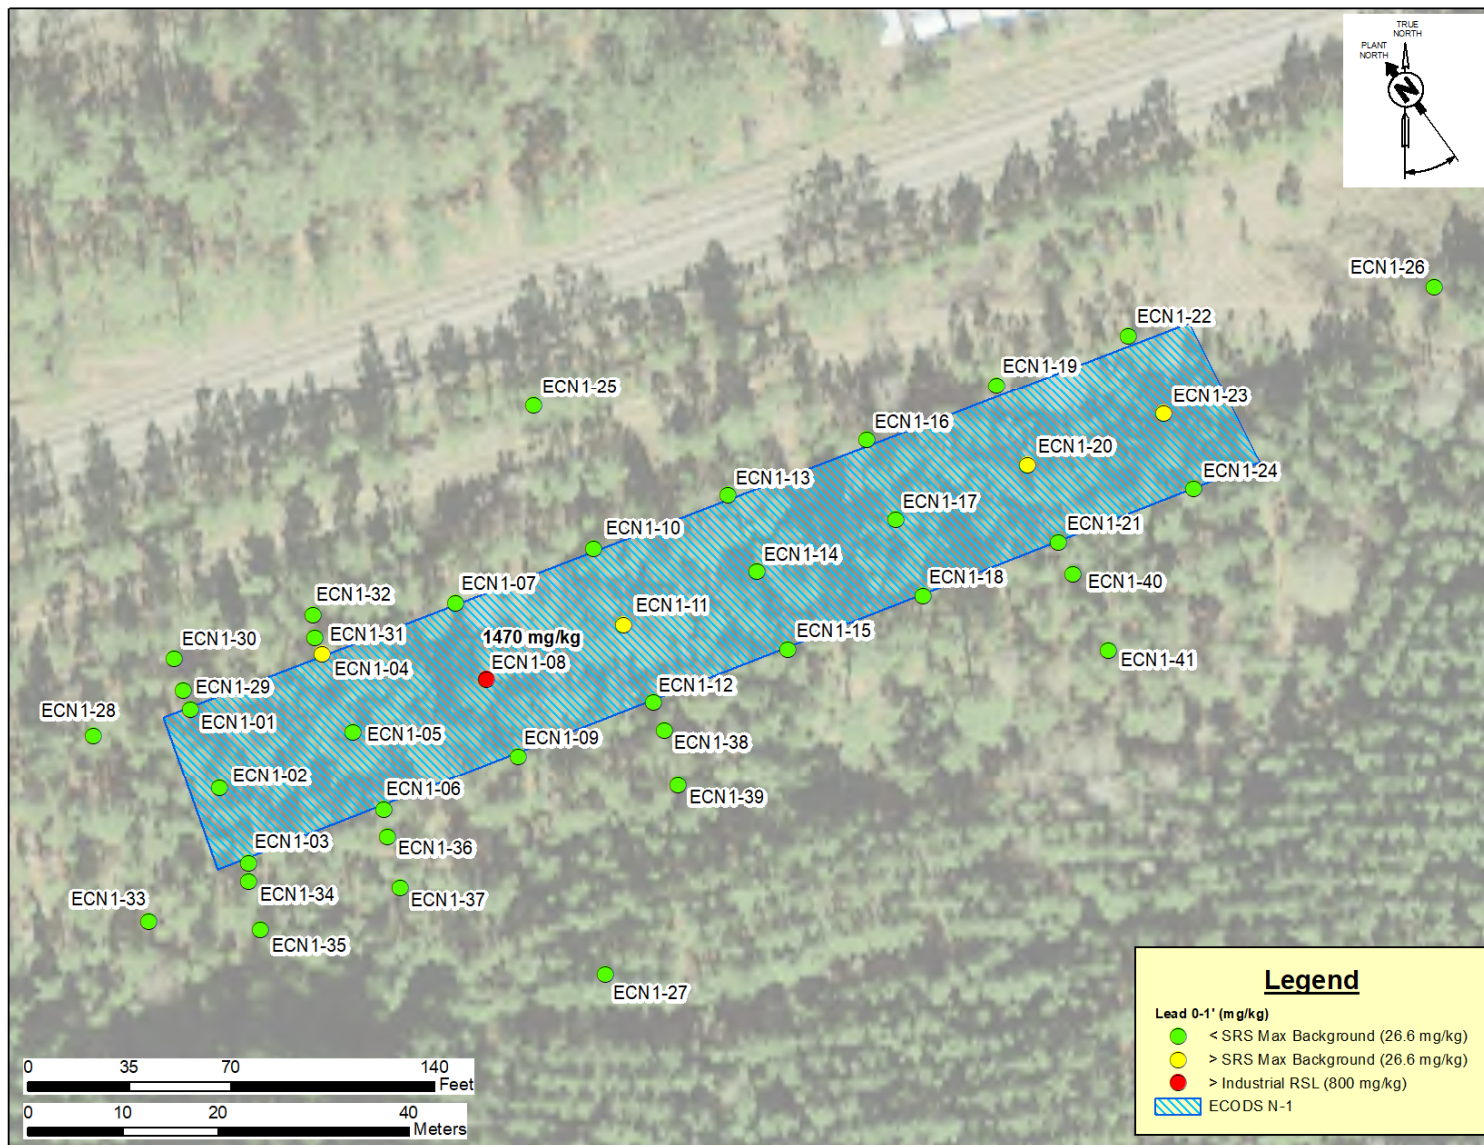 TRUE
NORTH
PLANT
NORTH
N
ECN1-26
ECN1-22
ECN1-19
ECN1-25
ECN1-23
ECN1-16
ECN1-20
ECN1-13
ECN1-24
ECN1-17
ECN1-10
ECN1-21
ECN1-14
ECN1-40
ECN1-07
ECN1-18
ECN1-32
ECN1-11
ECN1-31
1470 mg/kg
ECN1-30
ECN1-15
ECN1-41
ECN1-04
ECN1-08
ECN1-29
ECN1-12
ECN1-28
ECN1-01
ECN1-05
ECN1-38
ECN1-09
ECN1-02
ECN1-06
ECN1-39
ECN1-03
ECN1-36
ECN1-34
ECN1-37
ECN1-33
ECN1-35
ECN1-27
Legend
Lead 0-1' (mg/kg)
< SRS Max Background (26.6 mg/kg)
> SRS Max Background (26.6 mg/kg)
> Industrial RSL (800 mg/kg)
ECODS N-1
0 35 70 140
Feet
0 10 20 40
Meters